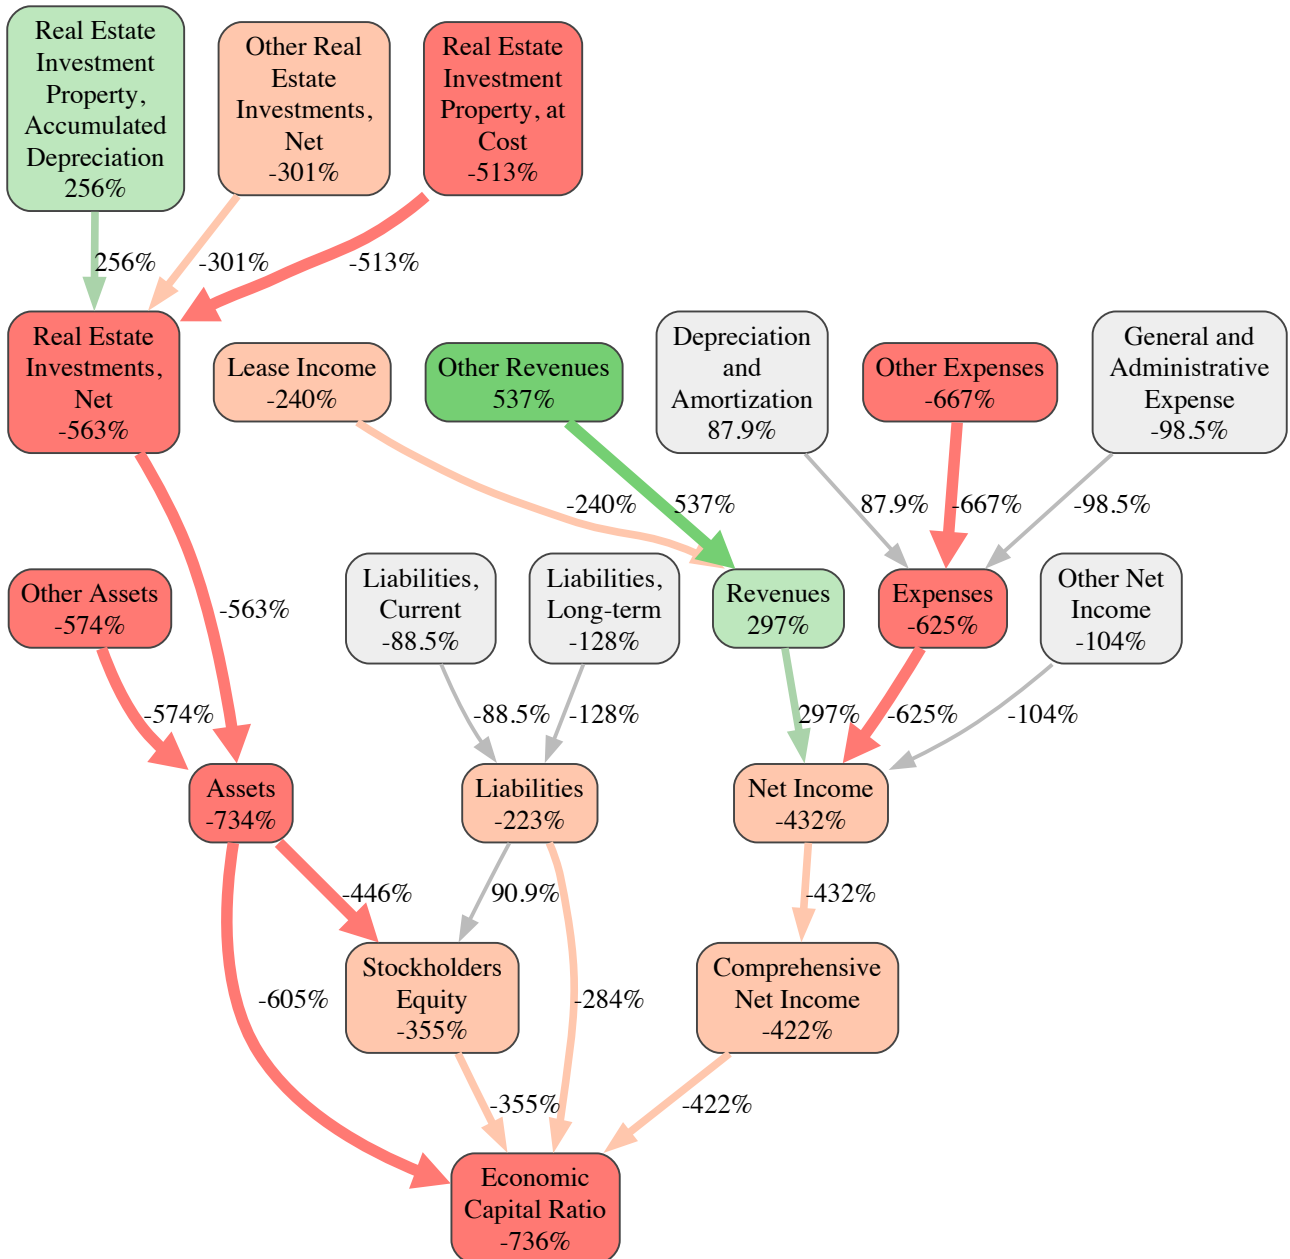 Real Estate
Investment
Property,
Accumulated
Depreciation
256%
Other Real
Estate
Investments,
Net
-301%
Real Estate
Investment
Property, at
Cost
-513%
256%
-301%
-513%
Real Estate
Investments,
Net
-563%
Lease Income
-240%
Other Revenues
537%
Depreciation
and
Amortization
87.9%
Other Expenses
-667%
General and
Administrative
Expense
-98.5%
-240%
537%
87.9%
-667%
-98.5%
Other Assets
-574%
-563%
Liabilities,
Current
-88.5%
Liabilities,
Long-term
-128%
Revenues
297%
Expenses
-625%
Other Net
Income
-104%
-574%
-88.5%
-128%
297%
-625%
-104%
Assets
-734%
Liabilities
-223%
Net Income
-432%
-446%
90.9%
-432%
-605%
Stockholders
Equity
-355%
-284%
Comprehensive
Net Income
-422%
-355%
-422%
Economic
Capital Ratio
-736%